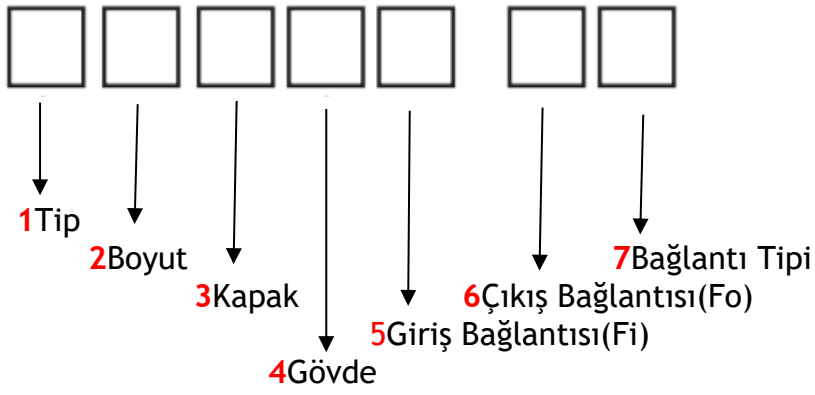 1Tip
2Boyut
3Kapak
4Gövde
5Giriş Bağlantısı(Fi)
6Çıkış Bağlantısı(Fo)
7Bağlantı Tipi